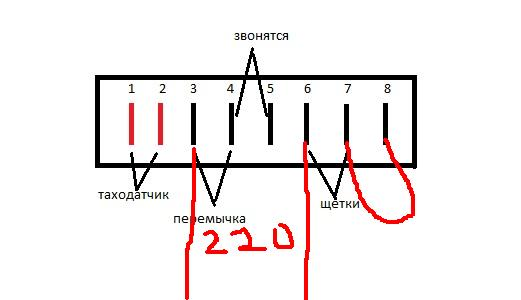 звонятся
1 2 3 4 5 6 7 8
таходатчик
перемычка
щетки
220